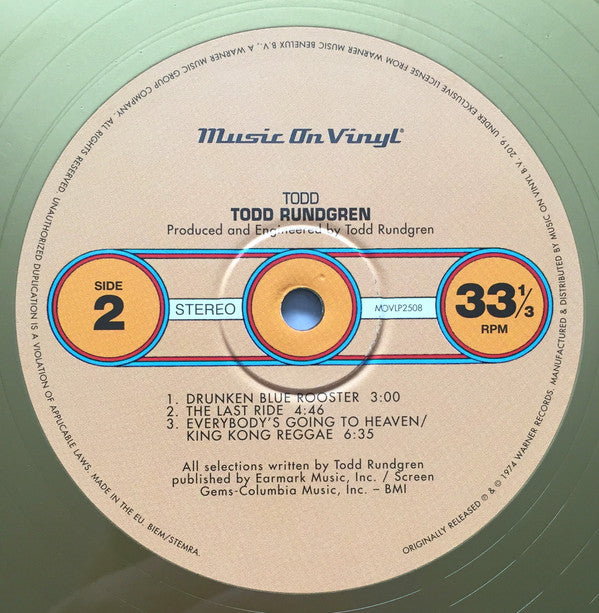 Music On Vinyl®
TODD
TODD RUNDGREN
Produced and Engineered by Todd Rundgren
SIDE
2
STEREO
MOVLP2508
33 1/3
RPM
1. DRUNKEN BLUE ROOSTER 3:00
2. THE LAST RIDE 4:46
3. EVERYBODY'S GOING TO HEAVEN/
KING KONG REGGAE 6:35
All selections written by Todd Rundgren
published by Earmark Music, Inc. / Screen
Gems-Columbia Music, Inc. – BMI
ORIGINALLY RELEASED ℗ & © 1974 WARNER RECORDS. MANUFACTURED & DISTRIBUTED BY MUSIC ON VINYL B.V. 2019, UNDER EXCLUSIVE LICENSE FROM WARNER MUSIC BENELUX B.V., A WARNER MUSIC GROUP COMPANY. ALL RIGHTS RESERVED. UNAUTHORIZED DUPLICATION IS A VIOLATION OF APPLICABLE LAWS. MADE IN THE EU. BIEM/STEMRA.